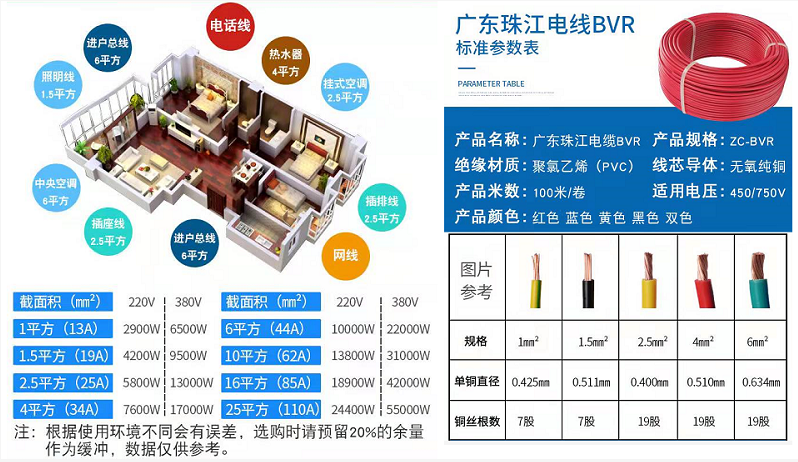 电话线
进户总线
6平方
热水器
4平方
照明线
1.5平方
挂式空调
2.5平方
中央空调
6平方
插座线
2.5平方
进户总线
6平方
插排线
2.5平方
网线
截面积（mm²） 220V 380V 截面积（mm²） 220V 380V
1平方（13A） 2900W 6500W 6平方（44A） 10000W 22000W
1.5平方（19A） 4200W 9500W 10平方（62A） 13800W 31000W
2.5平方（25A） 5800W 13000W 16平方（85A） 18900W 42000W
4平方（34A） 7600W 17000W 25平方（110A） 24400W 55000W
注：根据使用环境不同会有误差，选购时请预留20%的余量
作为缓冲，数据仅供参考。
广东珠江电线BVR
标准参数表
PARAMETER TABLE
产品名称：广东珠江电缆BVR 产品规格：ZC-BVR
绝缘材质：聚氯乙烯（PVC） 线芯导体：无氧纯铜
产品米数：100米/卷 适用电压：450/750V
产品颜色：红色 蓝色 黄色 黑色 双色
图片
参考
规格 1mm² 1.5mm² 2.5mm² 4mm² 6mm²
单铜直径 0.425mm 0.511mm 0.400mm 0.510mm 0.634mm
铜丝根数 7股 7股 19股 19股 19股